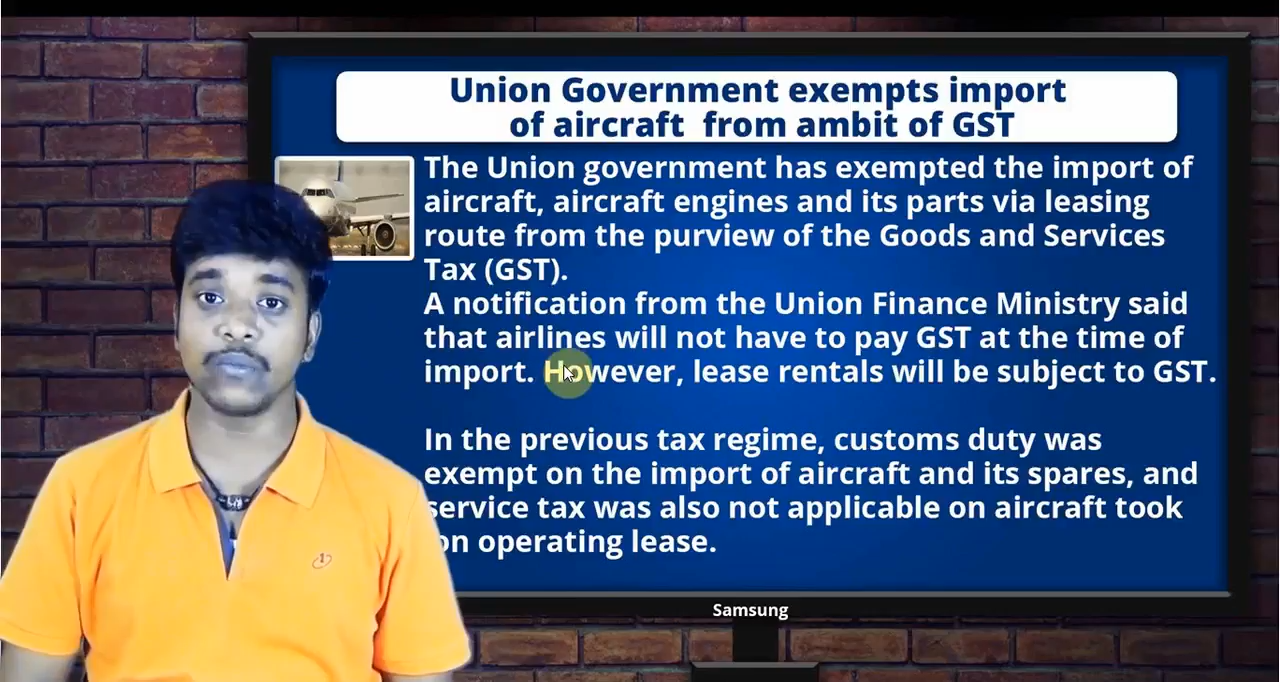 Union Government exempts import
of aircraft from ambit of GST
The Union government has exempted the import of
aircraft, aircraft engines and its parts via leasing
route from the purview of the Goods and Services
Tax (GST).
A notification from the Union Finance Ministry said
that airlines will not have to pay GST at the time of
import. However, lease rentals will be subject to GST.
In the previous tax regime, customs duty was
exempt on the import of aircraft and its spares, and
service tax was also not applicable on aircraft took
on operating lease.
Samsung